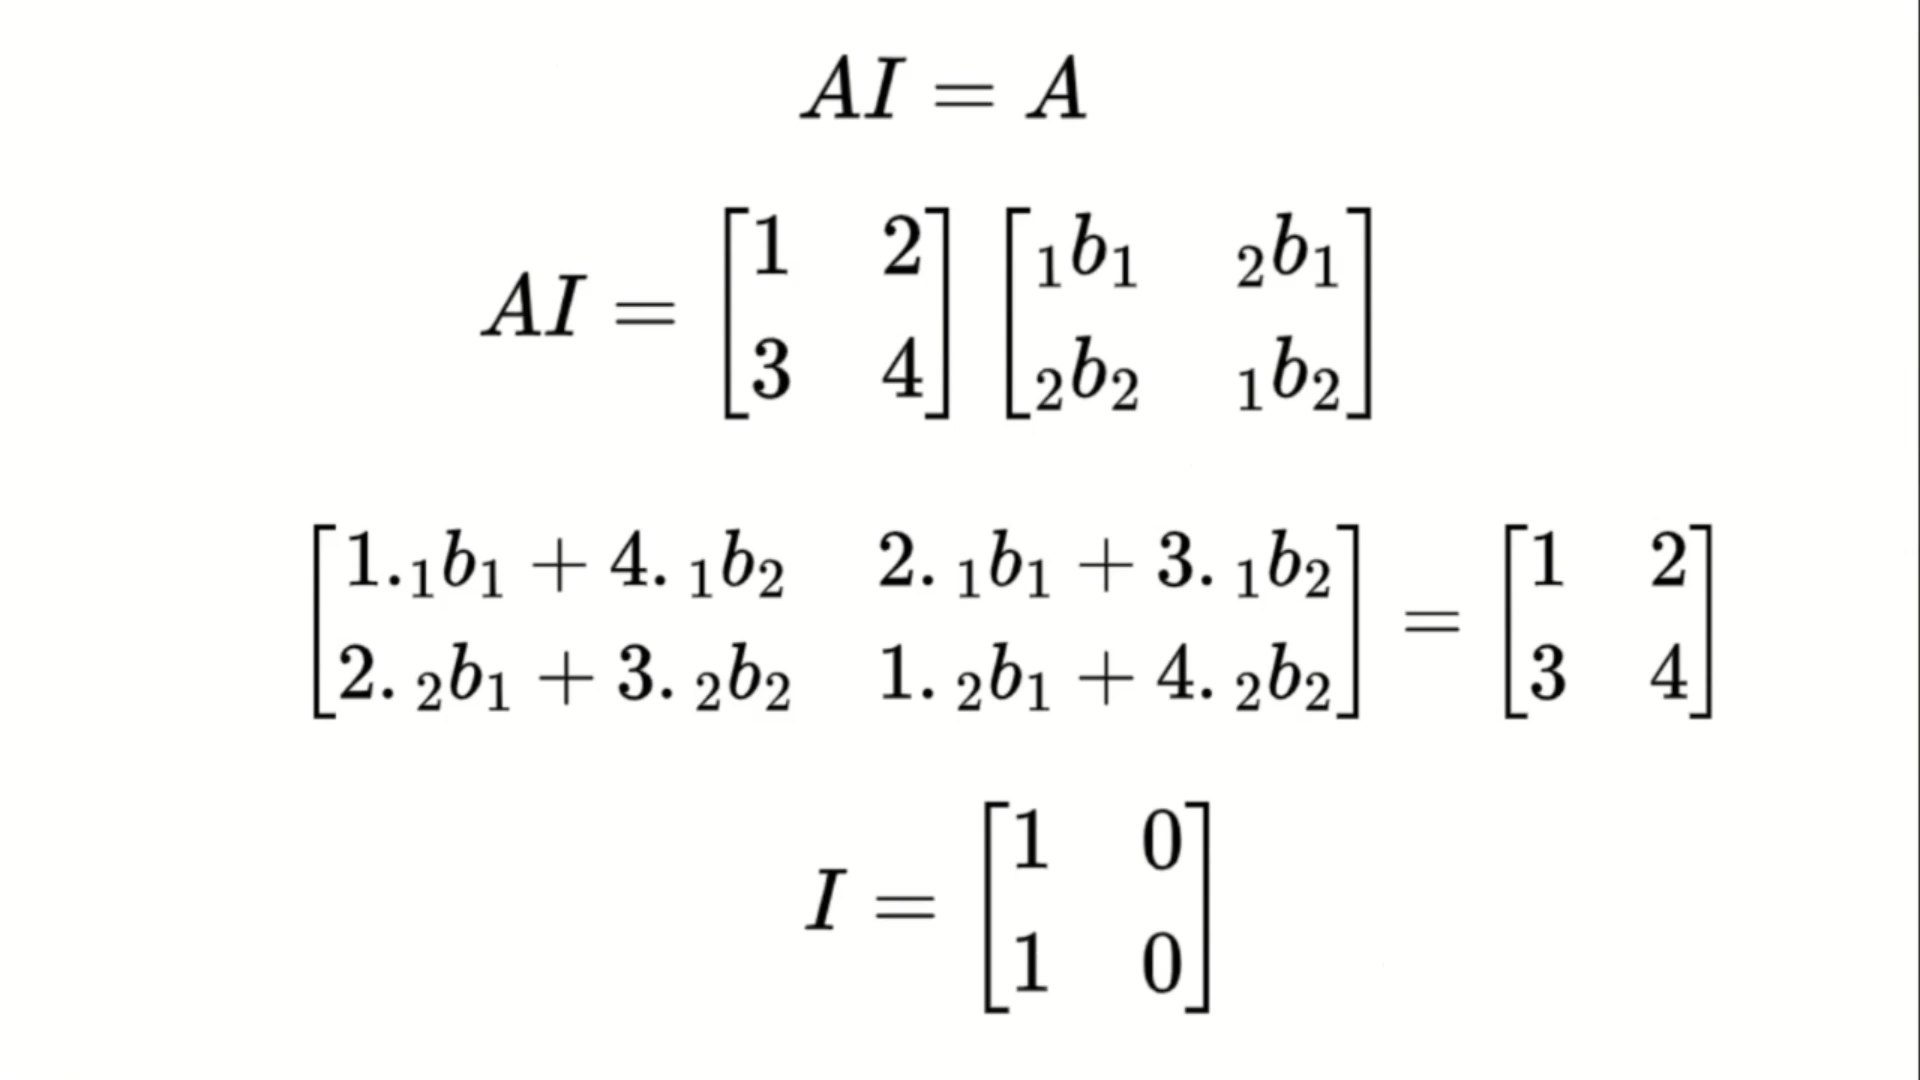 AI = A
AI = [1 2; 3 4] [₁b₁ ₂b₁; ₂b₂ ₁b₂]
[1.₁b₁ + 4. ₁b₂ 2. ₁b₁ + 3. ₁b₂; 2. ₂b₁ + 3. ₂b₂ 1. ₂b₁ + 4. ₂b₂] = [1 2; 3 4]
I = [1 0; 1 0]